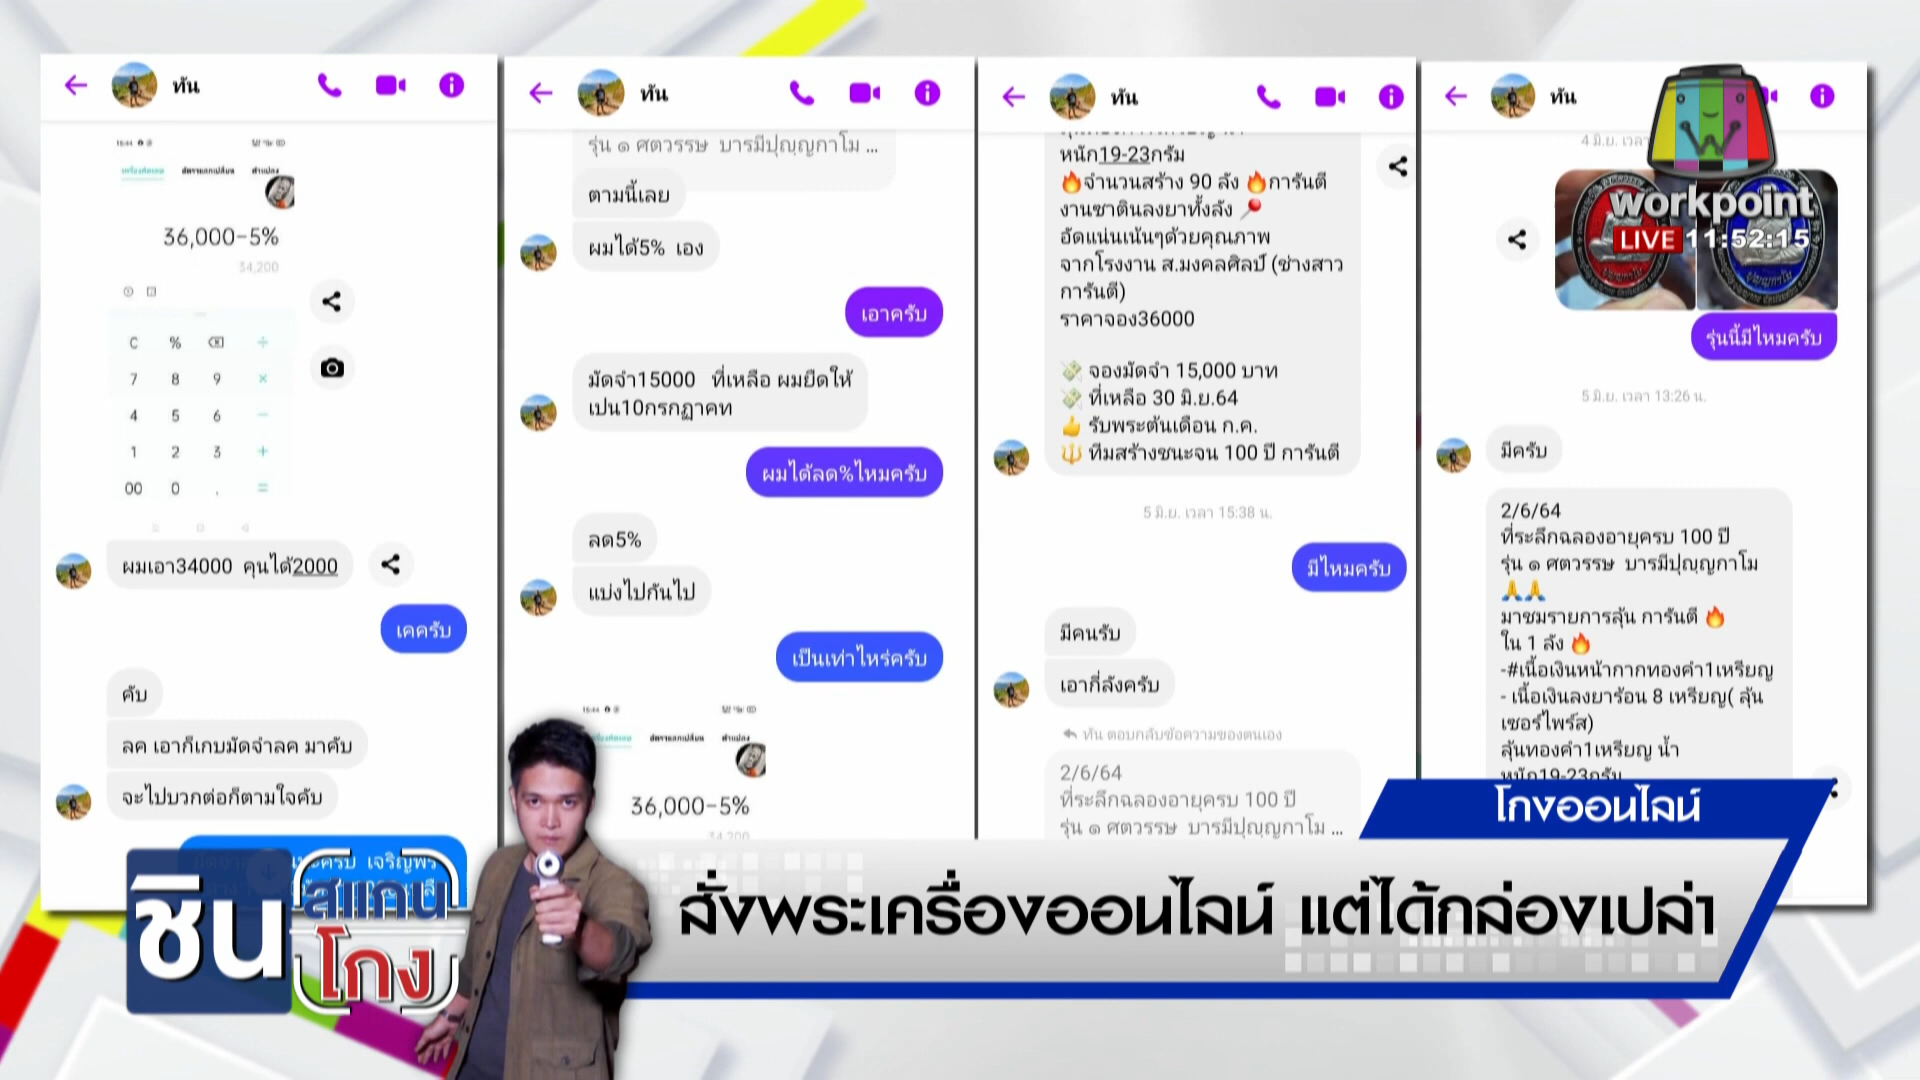 ทัน
36,000-5%
34,200
C % ÷
7 8 9 ×
4 5 6 −
1 2 3 +
00 0 . =
ผมเอา34000 คุนได้2000
เคครับ
คับ
ลค เอาก็เกบมัดจำลค มาคับ
จะไปบวกต่อก็ตามใจคับ
ทัน
รุ่น ๑ ศตวรรษ บารมีปุญฺญกาโม ...
ตามนี้เลย
ผมได้5% เอง
เอาครับ
มัดจำ15000 ที่เหลือ ผมยืดให้
เปน10กรกฏาคท
ผมได้ลด%ไหมครับ
ลด5%
แบ่งไปกันไป
เป็นเท่าไหร่ครับ
36,000-5%
34,200
ทัน
หนัก19-23กรัม
🔥จำนวนสร้าง 90 ลัง 🔥การันตี
งานซาตินลงยาทั้งลัง 📍
อัดแน่นเน้นๆด้วยคุณภาพ
จากโรงงาน ส.มงคลศิลป์ (ช่างสาว
การันตี)
ราคาจอง36000
💸 จองมัดจำ 15,000 บาท
💸 ที่เหลือ 30 มิ.ย.64
👍 รับพระต้นเดือน ก.ค.
🔱 ทีมสร้างชนะจน 100 ปี การันตี
5 มิ.ย. เวลา 15:38 น.
มีไหมครับ
มีคนรับ
เอากี่ลังครับ
ทัน ตอบกลับข้อความของตนเอง
2/6/64
ที่ระลึกฉลองอายุครบ 100 ปี
รุ่น ๑ ศตวรรษ บารมีปุญฺญกาโม ...
ทัน
4 มิ.ย. เวลา
workpoint
LIVE 11:52:15
รุ่นนี้มีไหมครับ
5 มิ.ย. เวลา 13:26 น.
มีครับ
2/6/64
ที่ระลึกฉลองอายุครบ 100 ปี
รุ่น ๑ ศตวรรษ บารมีปุญฺญกาโม
🙏🙏
มาชมรายการลุ้น การันตี 🔥
ใน 1 ลัง 🔥
-#เนื้อเงินหน้ากากทองคำ1เหรียญ
- เนื้อเงินลงยาร้อน 8 เหรียญ( ลุ้น
เซอร์ไพร์ส)
ลุ้นทองคำ1เหรียญ น้ำ
หนัก19-23กรัม
โกงออนไลน์
สั่งพระเครื่องออนไลน์ แต่ได้กล่องเปล่า
ชิน
สแกน
โกง